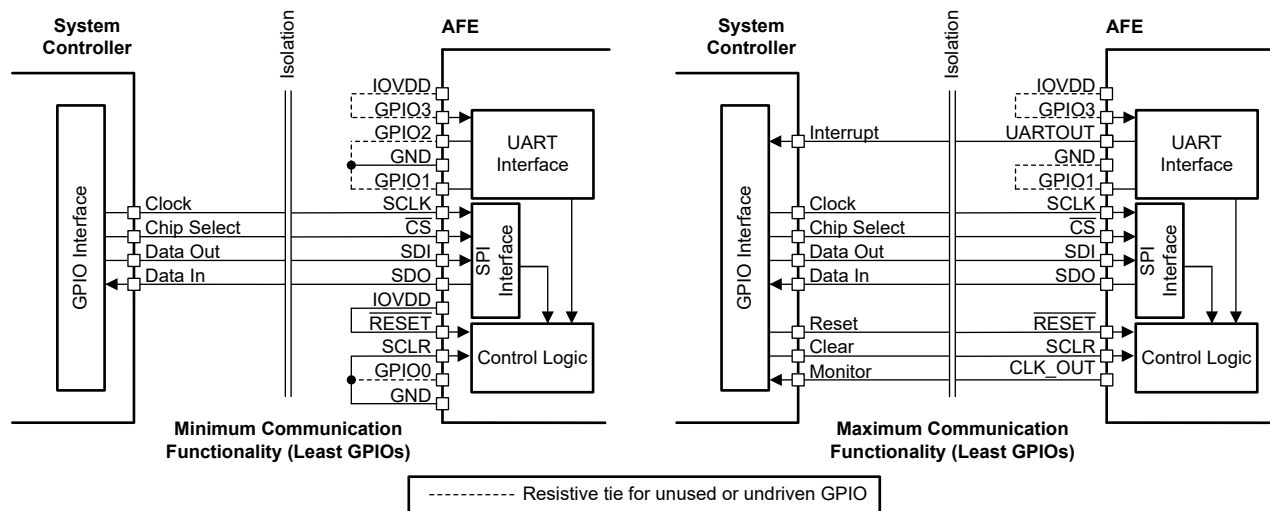 System
Controller
AFE
Isolation
IOVDD
GPIO3
GPIO2
GND
GPIO1
UART
Interface
GPIO Interface
Clock
SCLK
Chip Select
CS
Data Out
SDI
Data In
SDO
SPI
Interface
IOVDD
RESET
SCLR
GPIO0
GND
Control Logic
Minimum Communication
Functionality (Least GPIOs)
System
Controller
AFE
Isolation
IOVDD
GPIO3
Interrupt
UARTOUT
GND
GPIO1
UART
Interface
GPIO Interface
Clock
SCLK
Chip Select
CS
Data Out
SDI
Data In
SDO
SPI
Interface
Reset
RESET
Clear
SCLR
Monitor
CLK_OUT
Control Logic
Maximum Communication
Functionality (Least GPIOs)
Resistive tie for unused or undriven GPIO